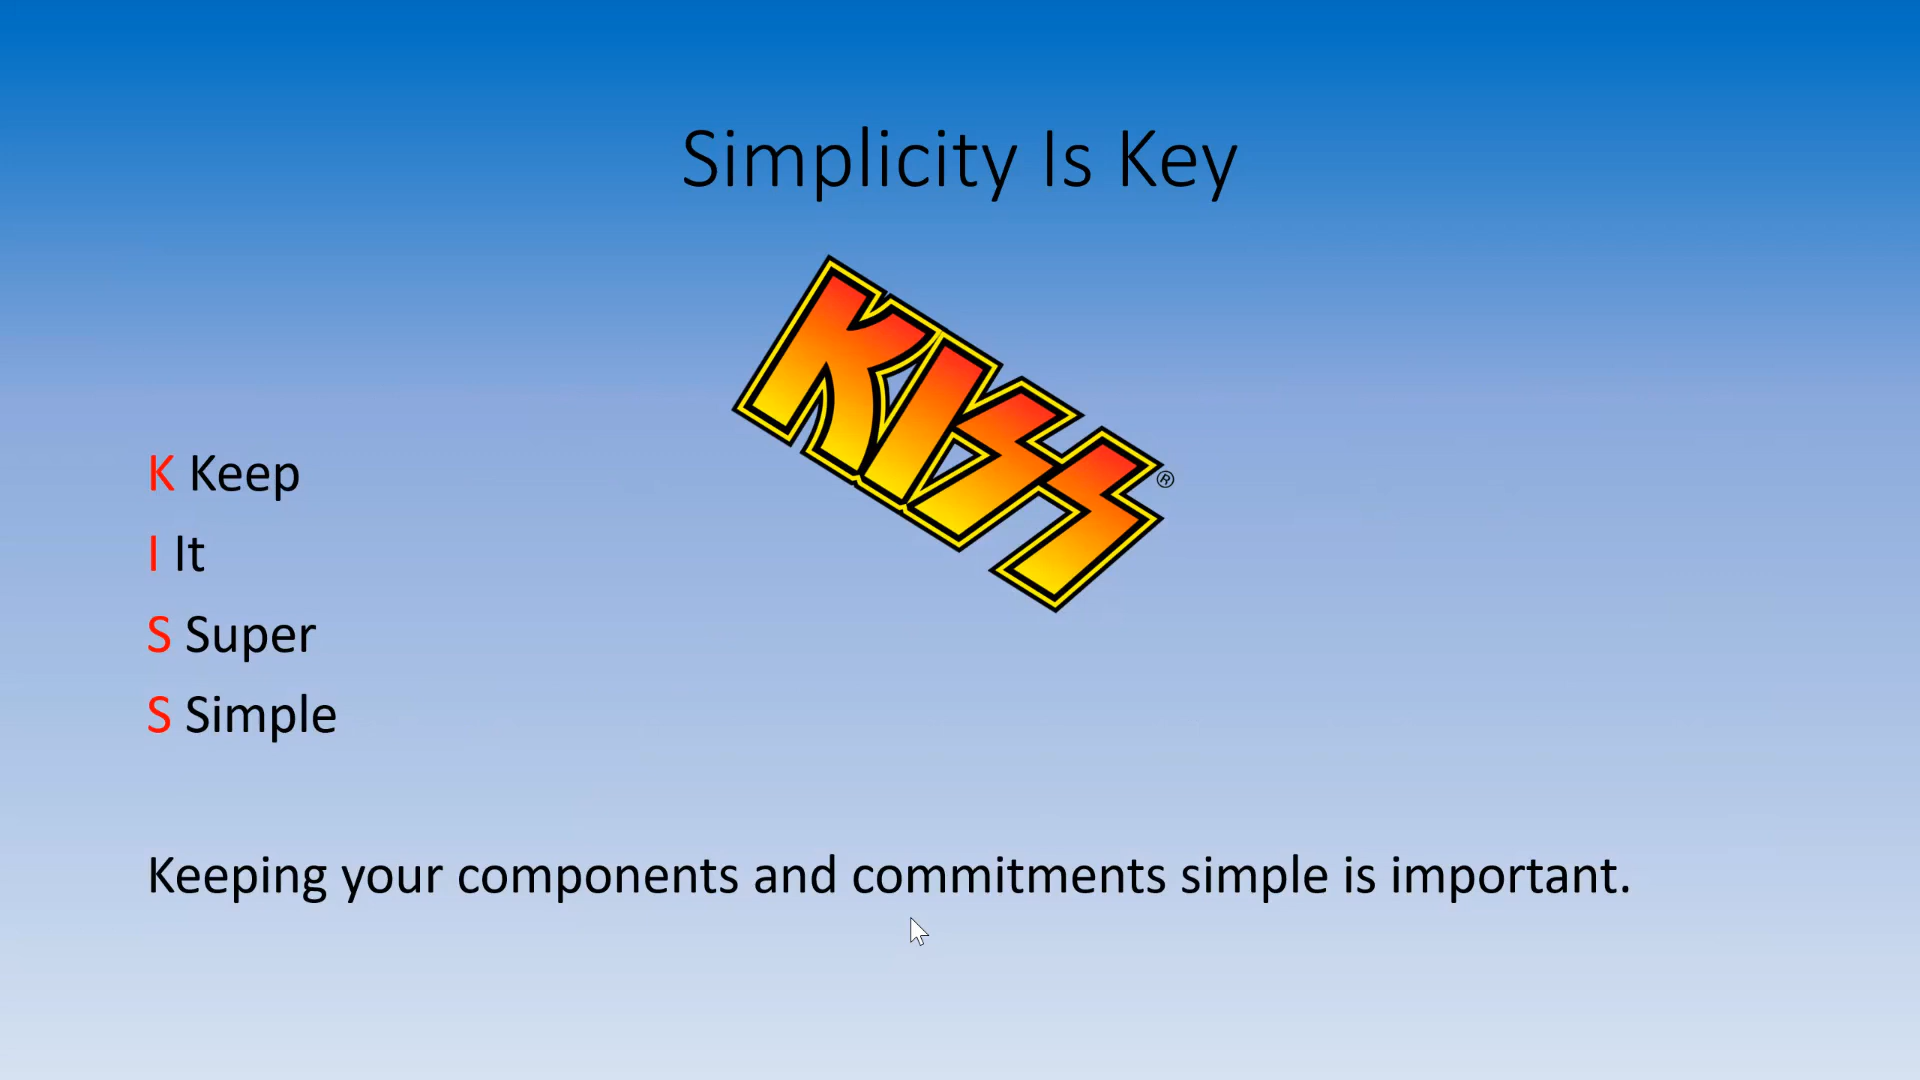 Simplicity Is Key
KISS®
K Keep
I It
S Super
S Simple
Keeping your components and commitments simple is important.